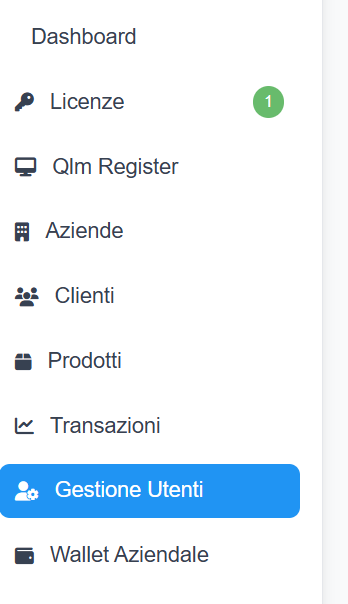 Dashboard
Licenze 1
Qlm Register
Aziende
Clienti
Prodotti
Transazioni
Gestione Utenti
Wallet Aziendale